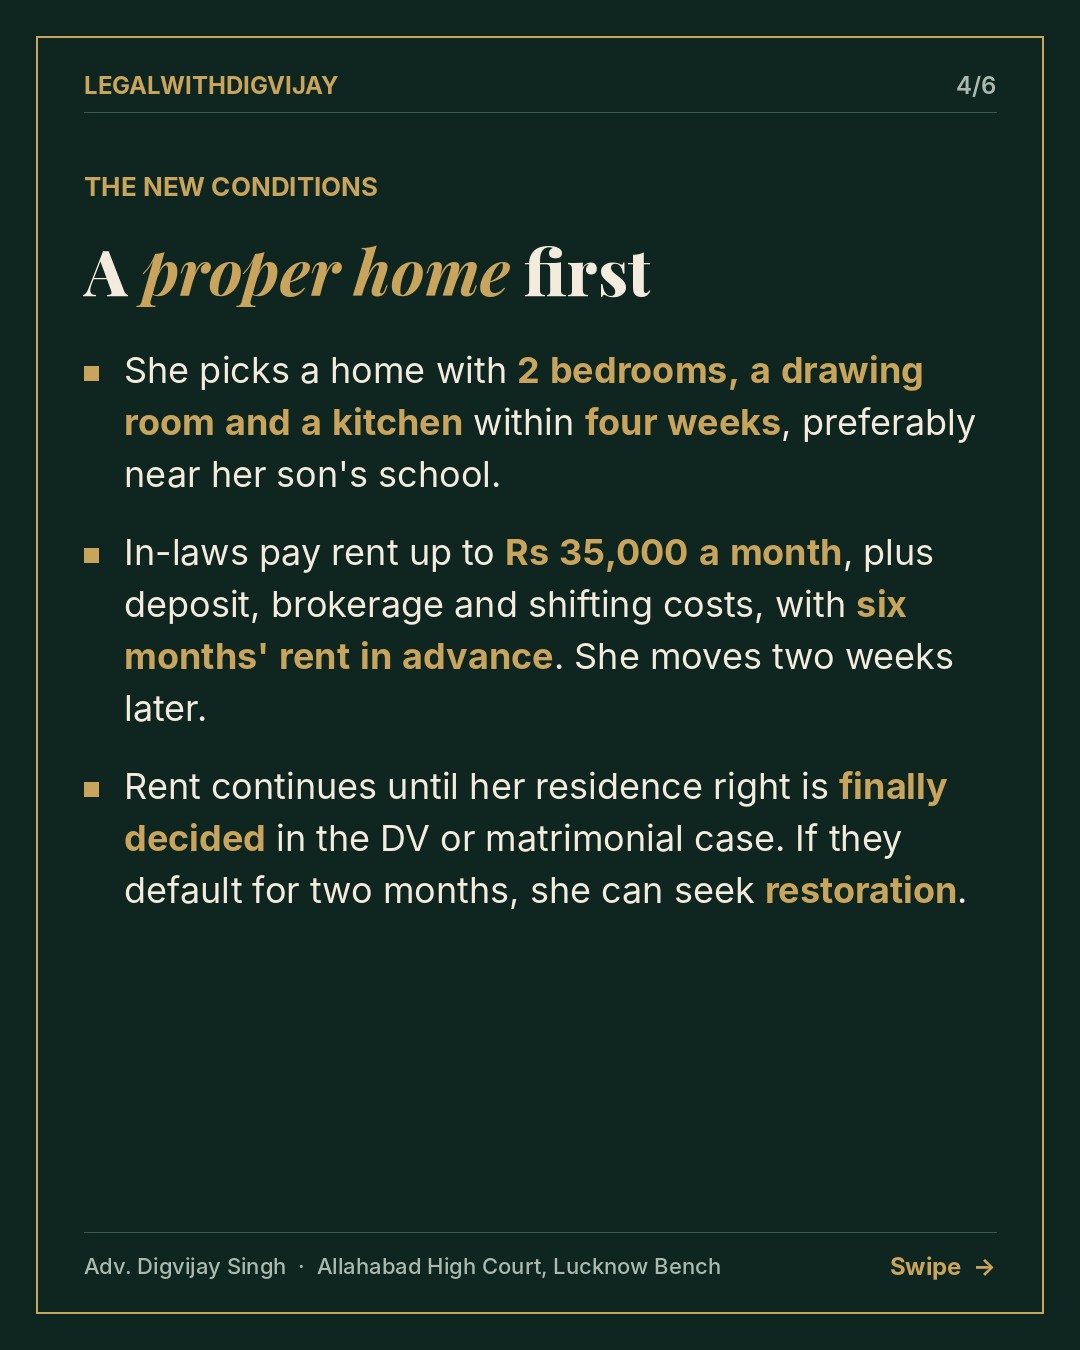 LEGALWITHDIGVIJAY
4/6
THE NEW CONDITIONS
A proper home first
She picks a home with 2 bedrooms, a drawing
room and a kitchen within four weeks, preferably
near her son's school.
In-laws pay rent up to Rs 35,000 a month, plus
deposit, brokerage and shifting costs, with six
months' rent in advance. She moves two weeks
later.
Rent continues until her residence right is finally
decided in the DV or matrimonial case. If they
default for two months, she can seek restoration.
Adv. Digvijay Singh · Allahabad High Court, Lucknow Bench
Swipe →